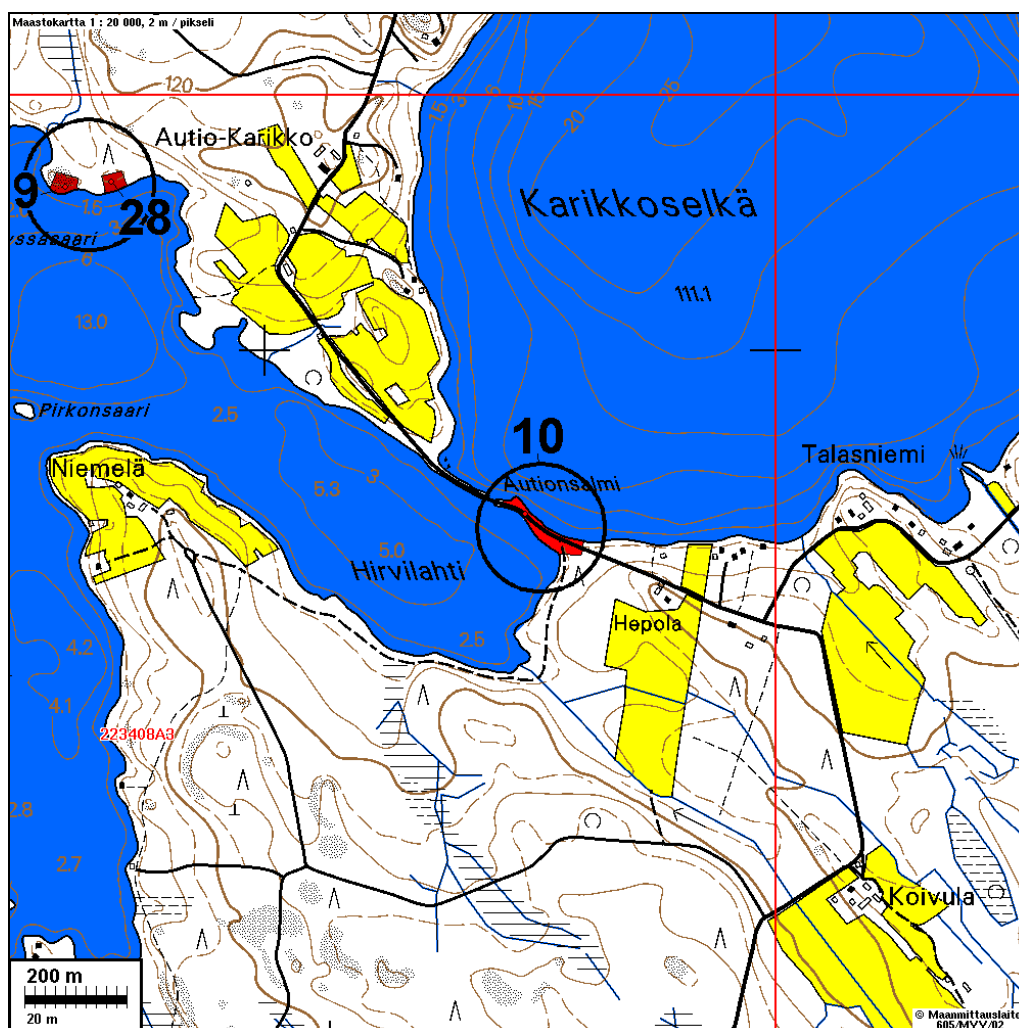 Maastokartta 1 : 20 000, 2 m / pikseli
120
1.5
3
6
10
15
20
25
Autio-Karikko
9
28
1.5
3
6
13.0
Karikkoselkä
111.1
Pirkonsaari
2.5
10
Autionsalmi
Talasniemi
Niemelä
5.3
3
5.0
Hirvilahti
2.5
Hepola
4.2
4.1
223408A3
2.8
2.7
Koivula
200 m
20 m
© Maanmittauslaito
605/MYY/02